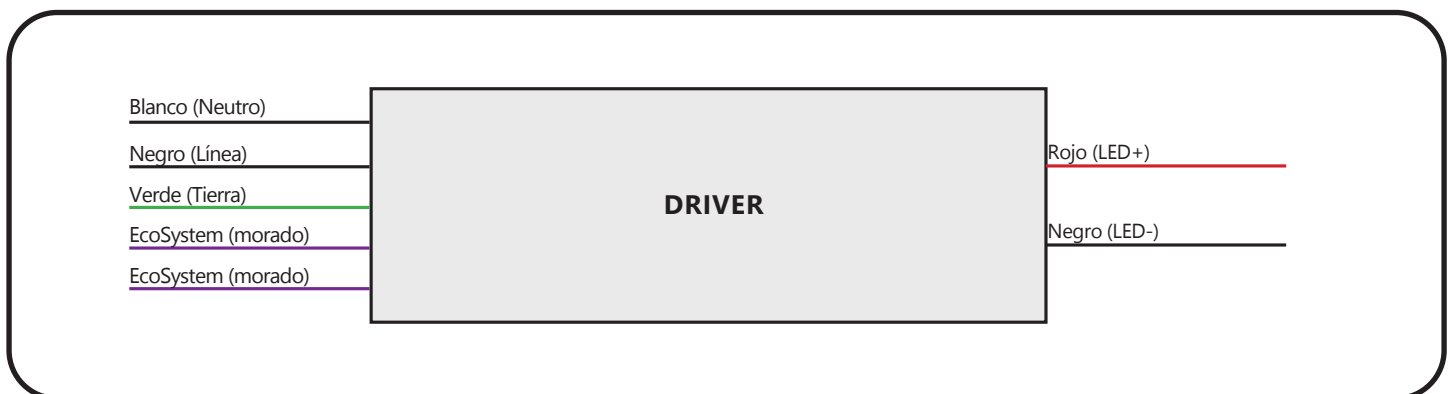 Blanco (Neutro)
Negro (Línea)
Verde (Tierra)
EcoSystem (morado)
EcoSystem (morado)
DRIVER
Rojo (LED+)
Negro (LED-)